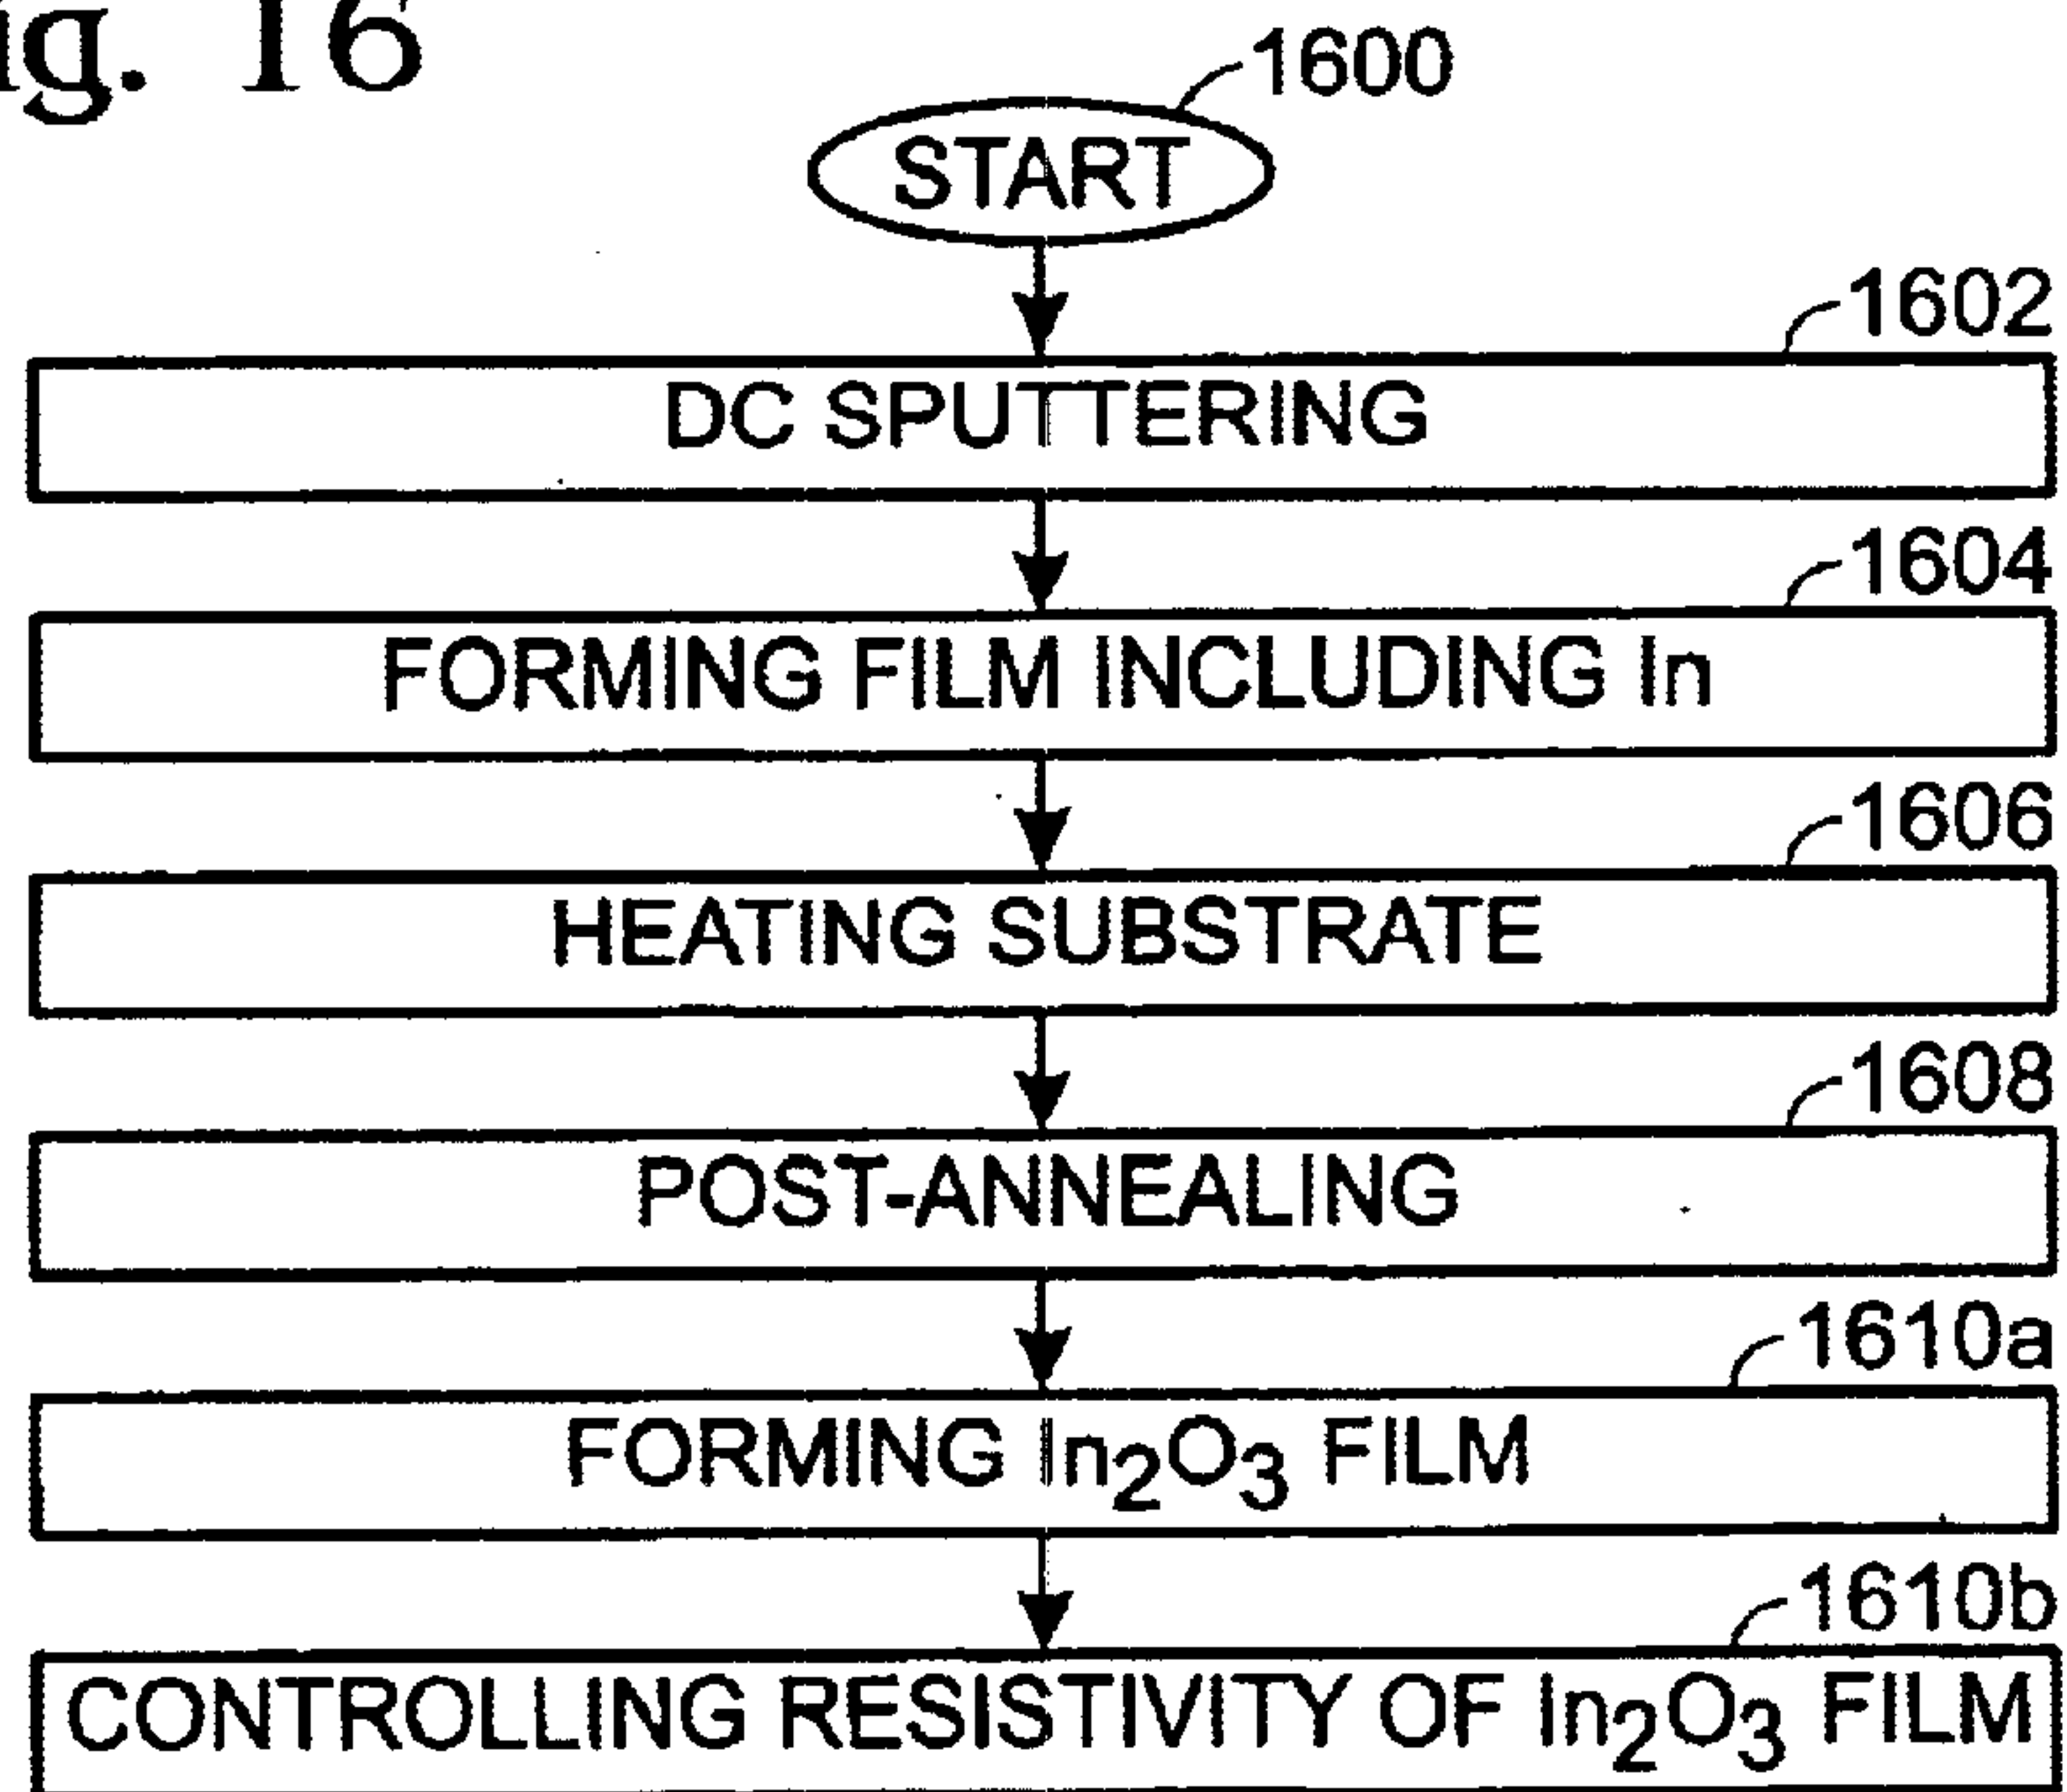 ig. 16
1600
START
1602
DC SPUTTERING
1604
FORMING FILM INCLUDING In
1606
HEATING SUBSTRATE
1608
POST-ANNEALING
1610a
FORMING In₂O₃ FILM
1610b
CONTROLLING RESISTIVITY OF In₂O₃ FILM